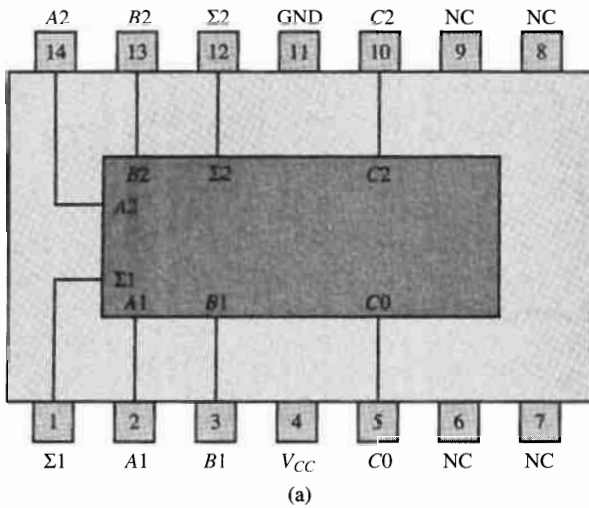 A2 B2 Σ2 GND C2 NC NC
14 13 12 11 10 9 8
B2 Σ2 C2
A2
Σ1
A1 B1 C0
1 2 3 4 5 6 7
Σ1 A1 B1 VCC C0 NC NC
(a)